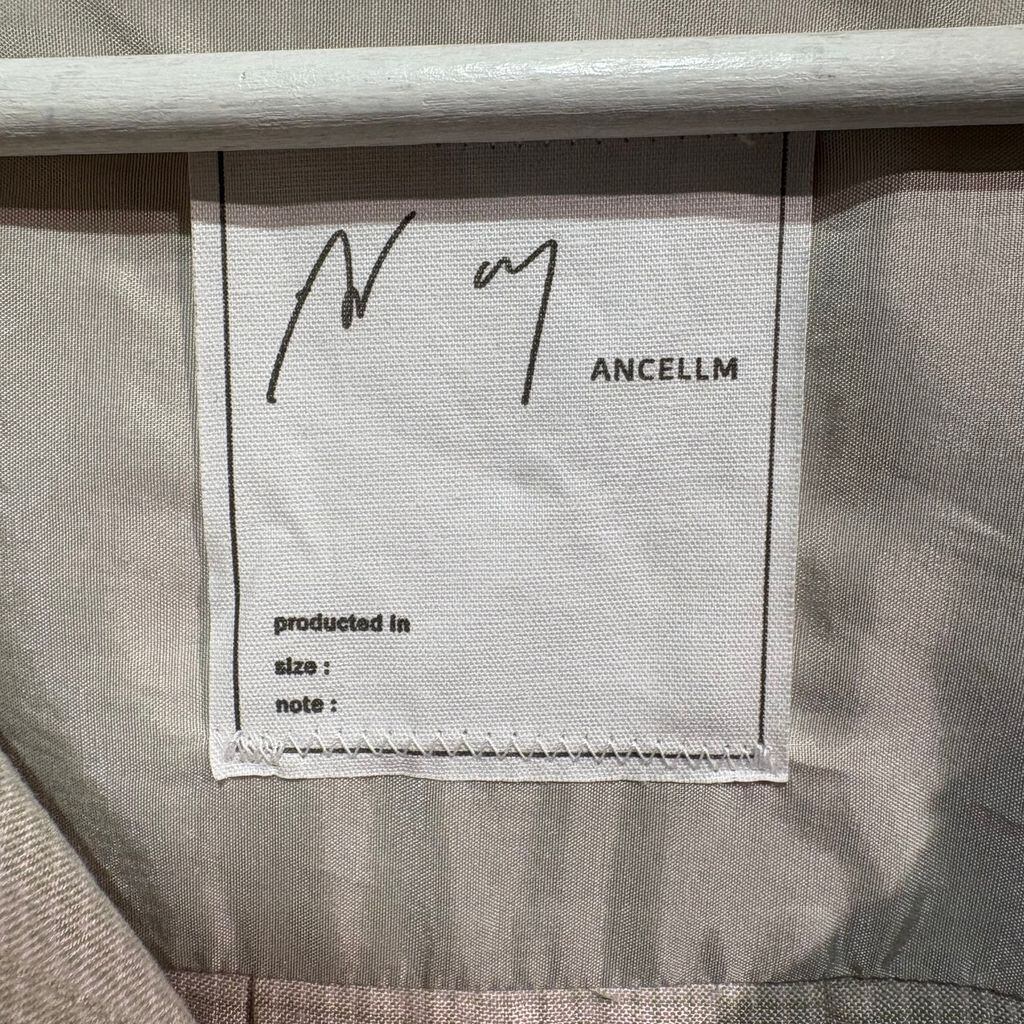 ANCELLM
producted in
size :
note :